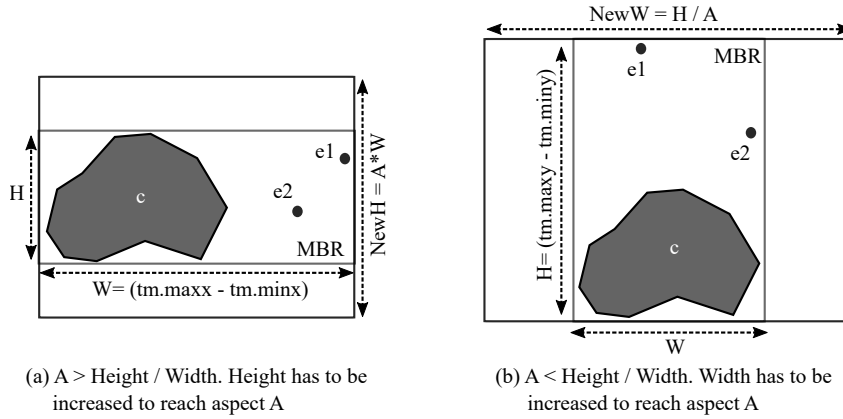 H
c
e1
e2
MBR
W= (tm.maxx - tm.minx)
NewH = A*W
(a) A > Height / Width. Height has to be
increased to reach aspect A
NewW = H / A
H= (tm.maxy - tm.miny)
e1
MBR
e2
c
W
(b) A < Height / Width. Width has to be
increased to reach aspect A